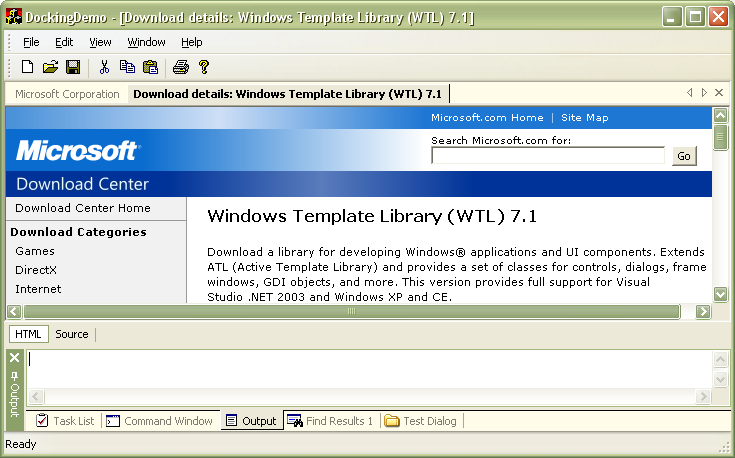 DockingDemo - [Download details: Windows Template Library (WTL) 7.1]
File Edit View Window Help
Microsoft Corporation Download details: Windows Template Library (WTL) 7.1
Microsoft.com Home | Site Map
Search Microsoft.com for:
Microsoft
Go
Download Center
Download Center Home
Download Categories
Games
DirectX
Internet
Windows Template Library (WTL) 7.1
Download a library for developing Windows® applications and UI components. Extends
ATL (Active Template Library) and provides a set of classes for controls, dialogs, frame
windows, GDI objects, and more. This version provides full support for Visual
Studio .NET 2003 and Windows XP and CE.
HTML Source
Output
Task List Command Window Output Find Results 1 Test Dialog
Ready